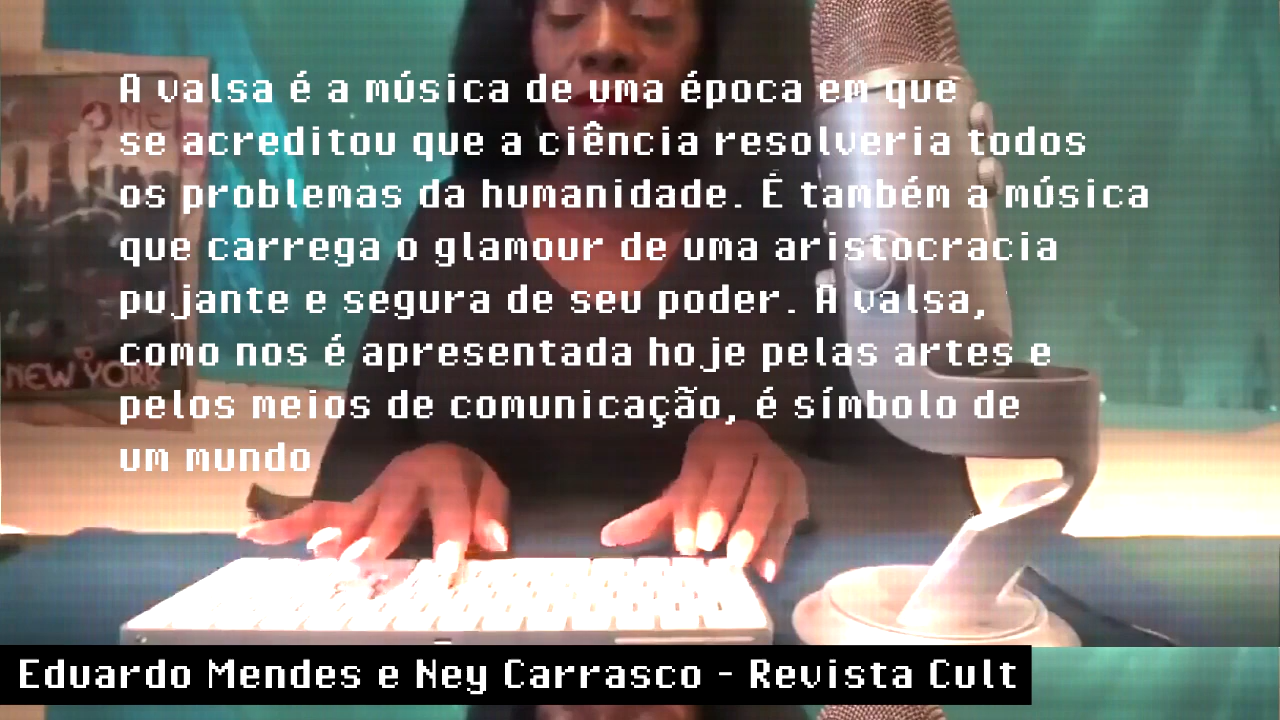 A valsa é a música de uma época em que
se acreditou que a ciência resolveria todos
os problemas da humanidade. É também a música
que carrega o glamour de uma aristocracia
pujante e segura de seu poder. A valsa,
como nos é apresentada hoje pelas artes e
pelos meios de comunicação, é símbolo de
um mundo
NEW YORK
Eduardo Mendes e Ney Carrasco - Revista Cult